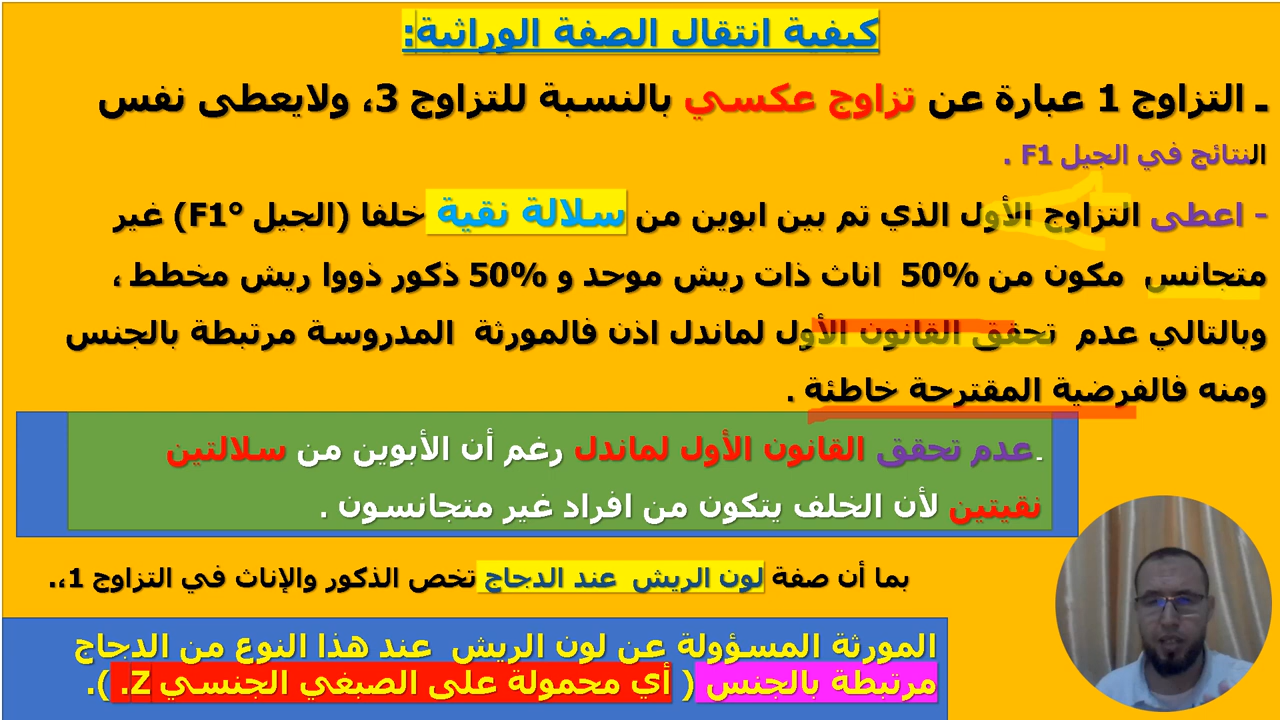 كيفية انتقال الصفة الوراثية:
ـ التزاوج 1 عبارة عن تزاوج عكسي بالنسبة للتزاوج 3، ولايعطى نفس
النتائج في الجيل F1 .
- اعطى التزاوج الأول الذي تم بين ابوين من سلالة نقية خلفا (الجيل F1°) غير
متجانس مكون من %50 اناث ذات ريش موحد و %50 ذكور ذووا ريش مخطط ،
وبالتالي عدم تحقق القانون الأول لماندل اذن فالمورثة المدروسة مرتبطة بالجنس
ومنه فالفرضية المقترحة خاطئة .
ـعدم تحقق القانون الأول لماندل رغم أن الأبوين من سلالتين
نقيتين لأن الخلف يتكون من افراد غير متجانسون .
بما أن صفة لون الريش عند الدجاج تخص الذكور والإناث في التزاوج 1،.
المورثة المسؤولة عن لون الريش عند هذا النوع من الدجاج
مرتبطة بالجنس ( أي محمولة على الصبغي الجنسي Z. ).